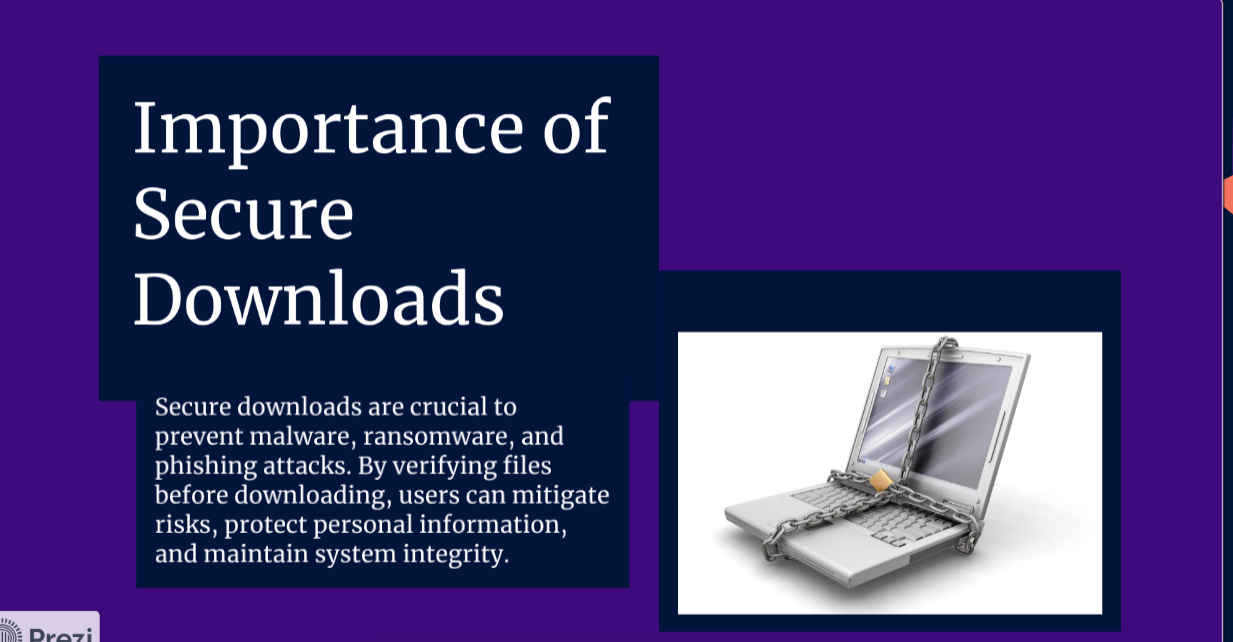 Importance of
Secure
Downloads
Secure downloads are crucial to
prevent malware, ransomware, and
phishing attacks. By verifying files
before downloading, users can mitigate
risks, protect personal information,
and maintain system integrity.
Prezi